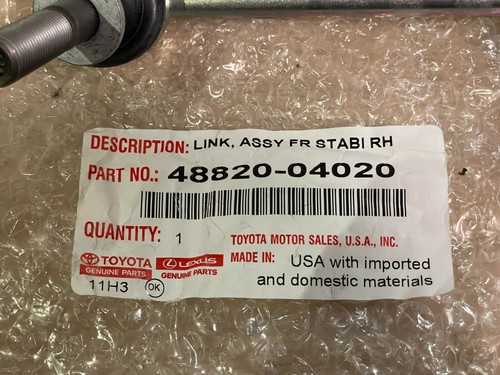 DESCRIPTION: LINK, ASSY FR STABI RH
PART NO.: 48820-04020
QUANTITY: 1
TOYOTA MOTOR SALES, U.S.A., INC.
TOYOTA LEXUS MADE IN: USA with imported
GENUINE PARTS GENUINE PARTS and domestic materials
11H3 OK